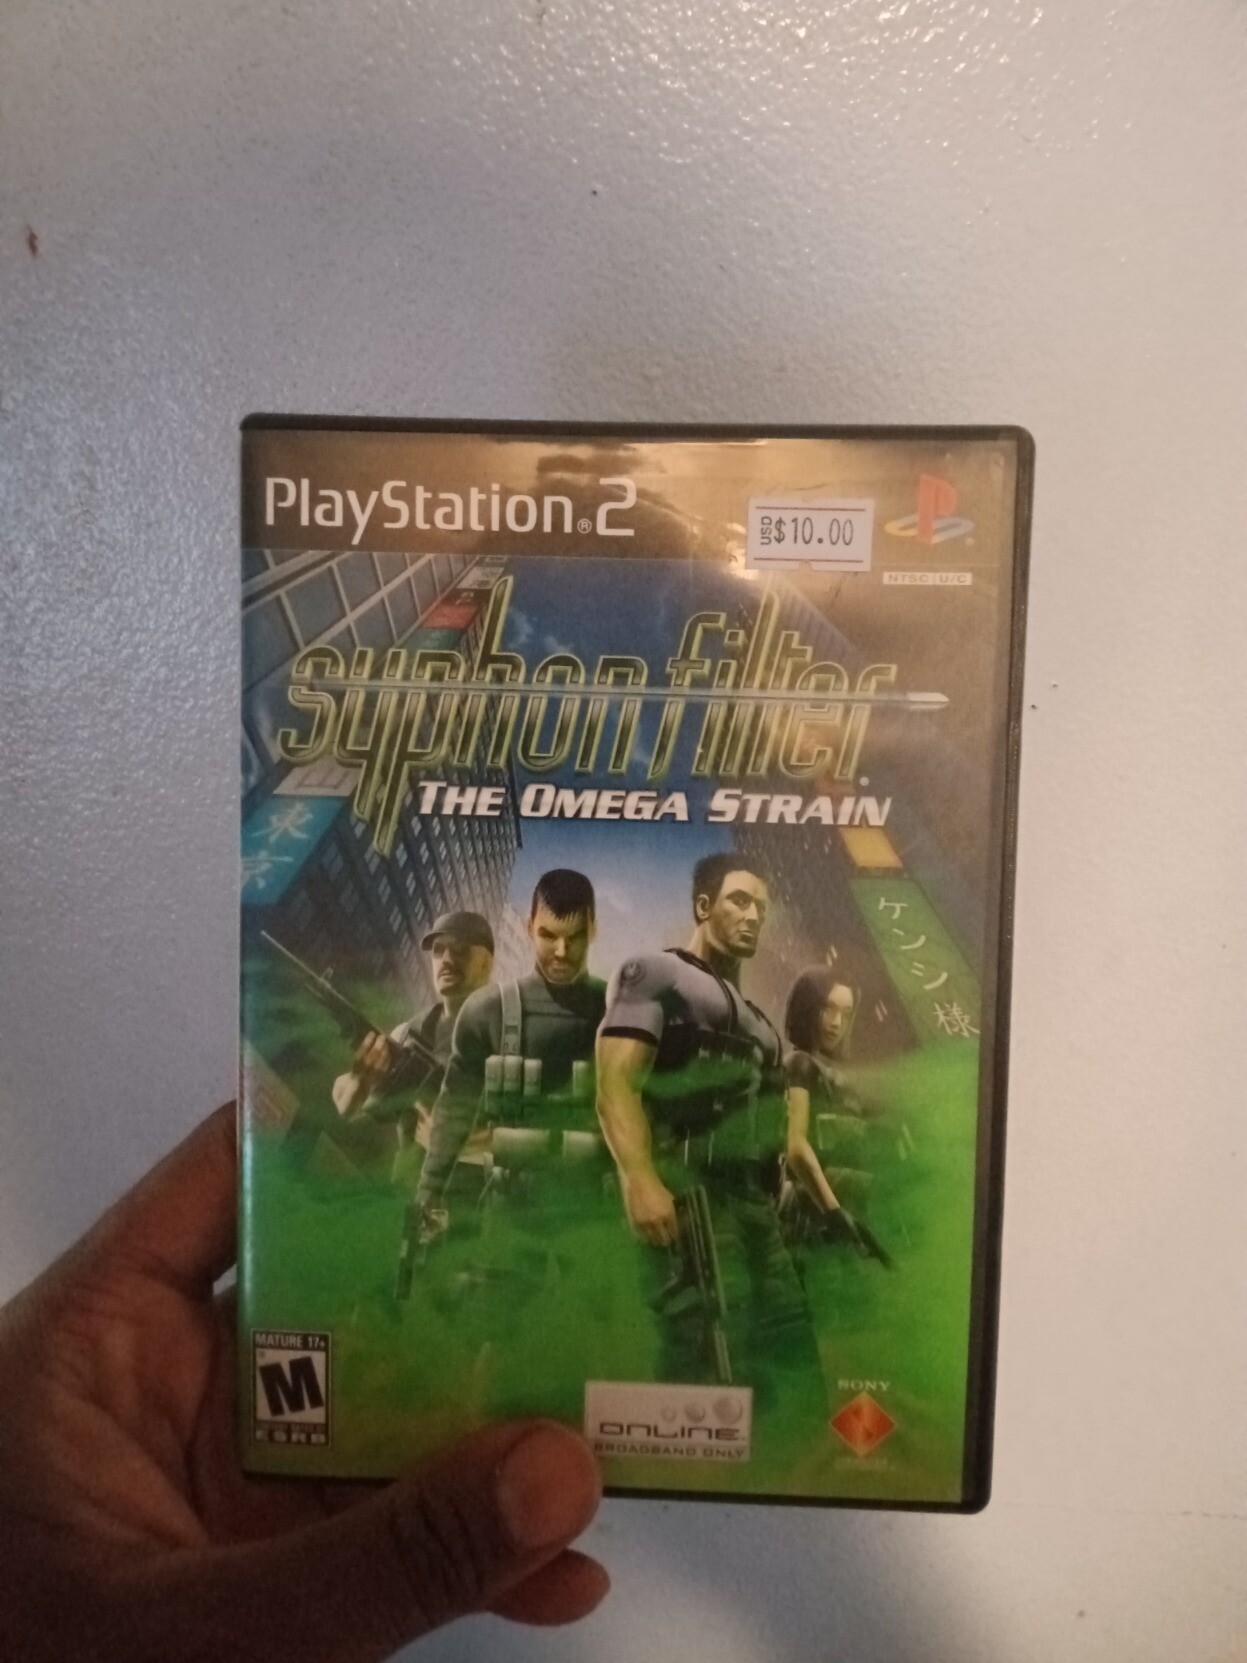 PlayStation®2
USD $10.00
NTSC U/C
syphon filter
THE OMEGA STRAIN
東京
ケンシ様
MATURE 17+
M
ESRB
ONLINE
BROADBAND ONLY
SONY